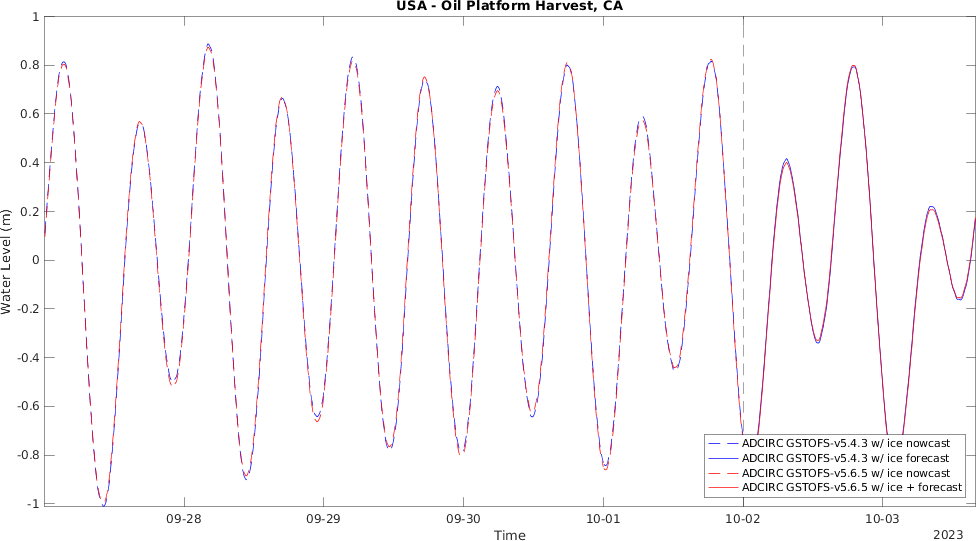 USA - Oil Platform Harvest, CA
1
0.8
0.6
0.4
0.2
0
-0.2
-0.4
-0.6
-0.8
-1
Water Level (m)
09-28
09-29
09-30
10-01
10-02
10-03
Time
2023
ADCIRC GSTOFS-v5.4.3 w/ ice nowcast
ADCIRC GSTOFS-v5.4.3 w/ ice forecast
ADCIRC GSTOFS-v5.6.5 w/ ice nowcast
ADCIRC GSTOFS-v5.6.5 w/ ice + forecast